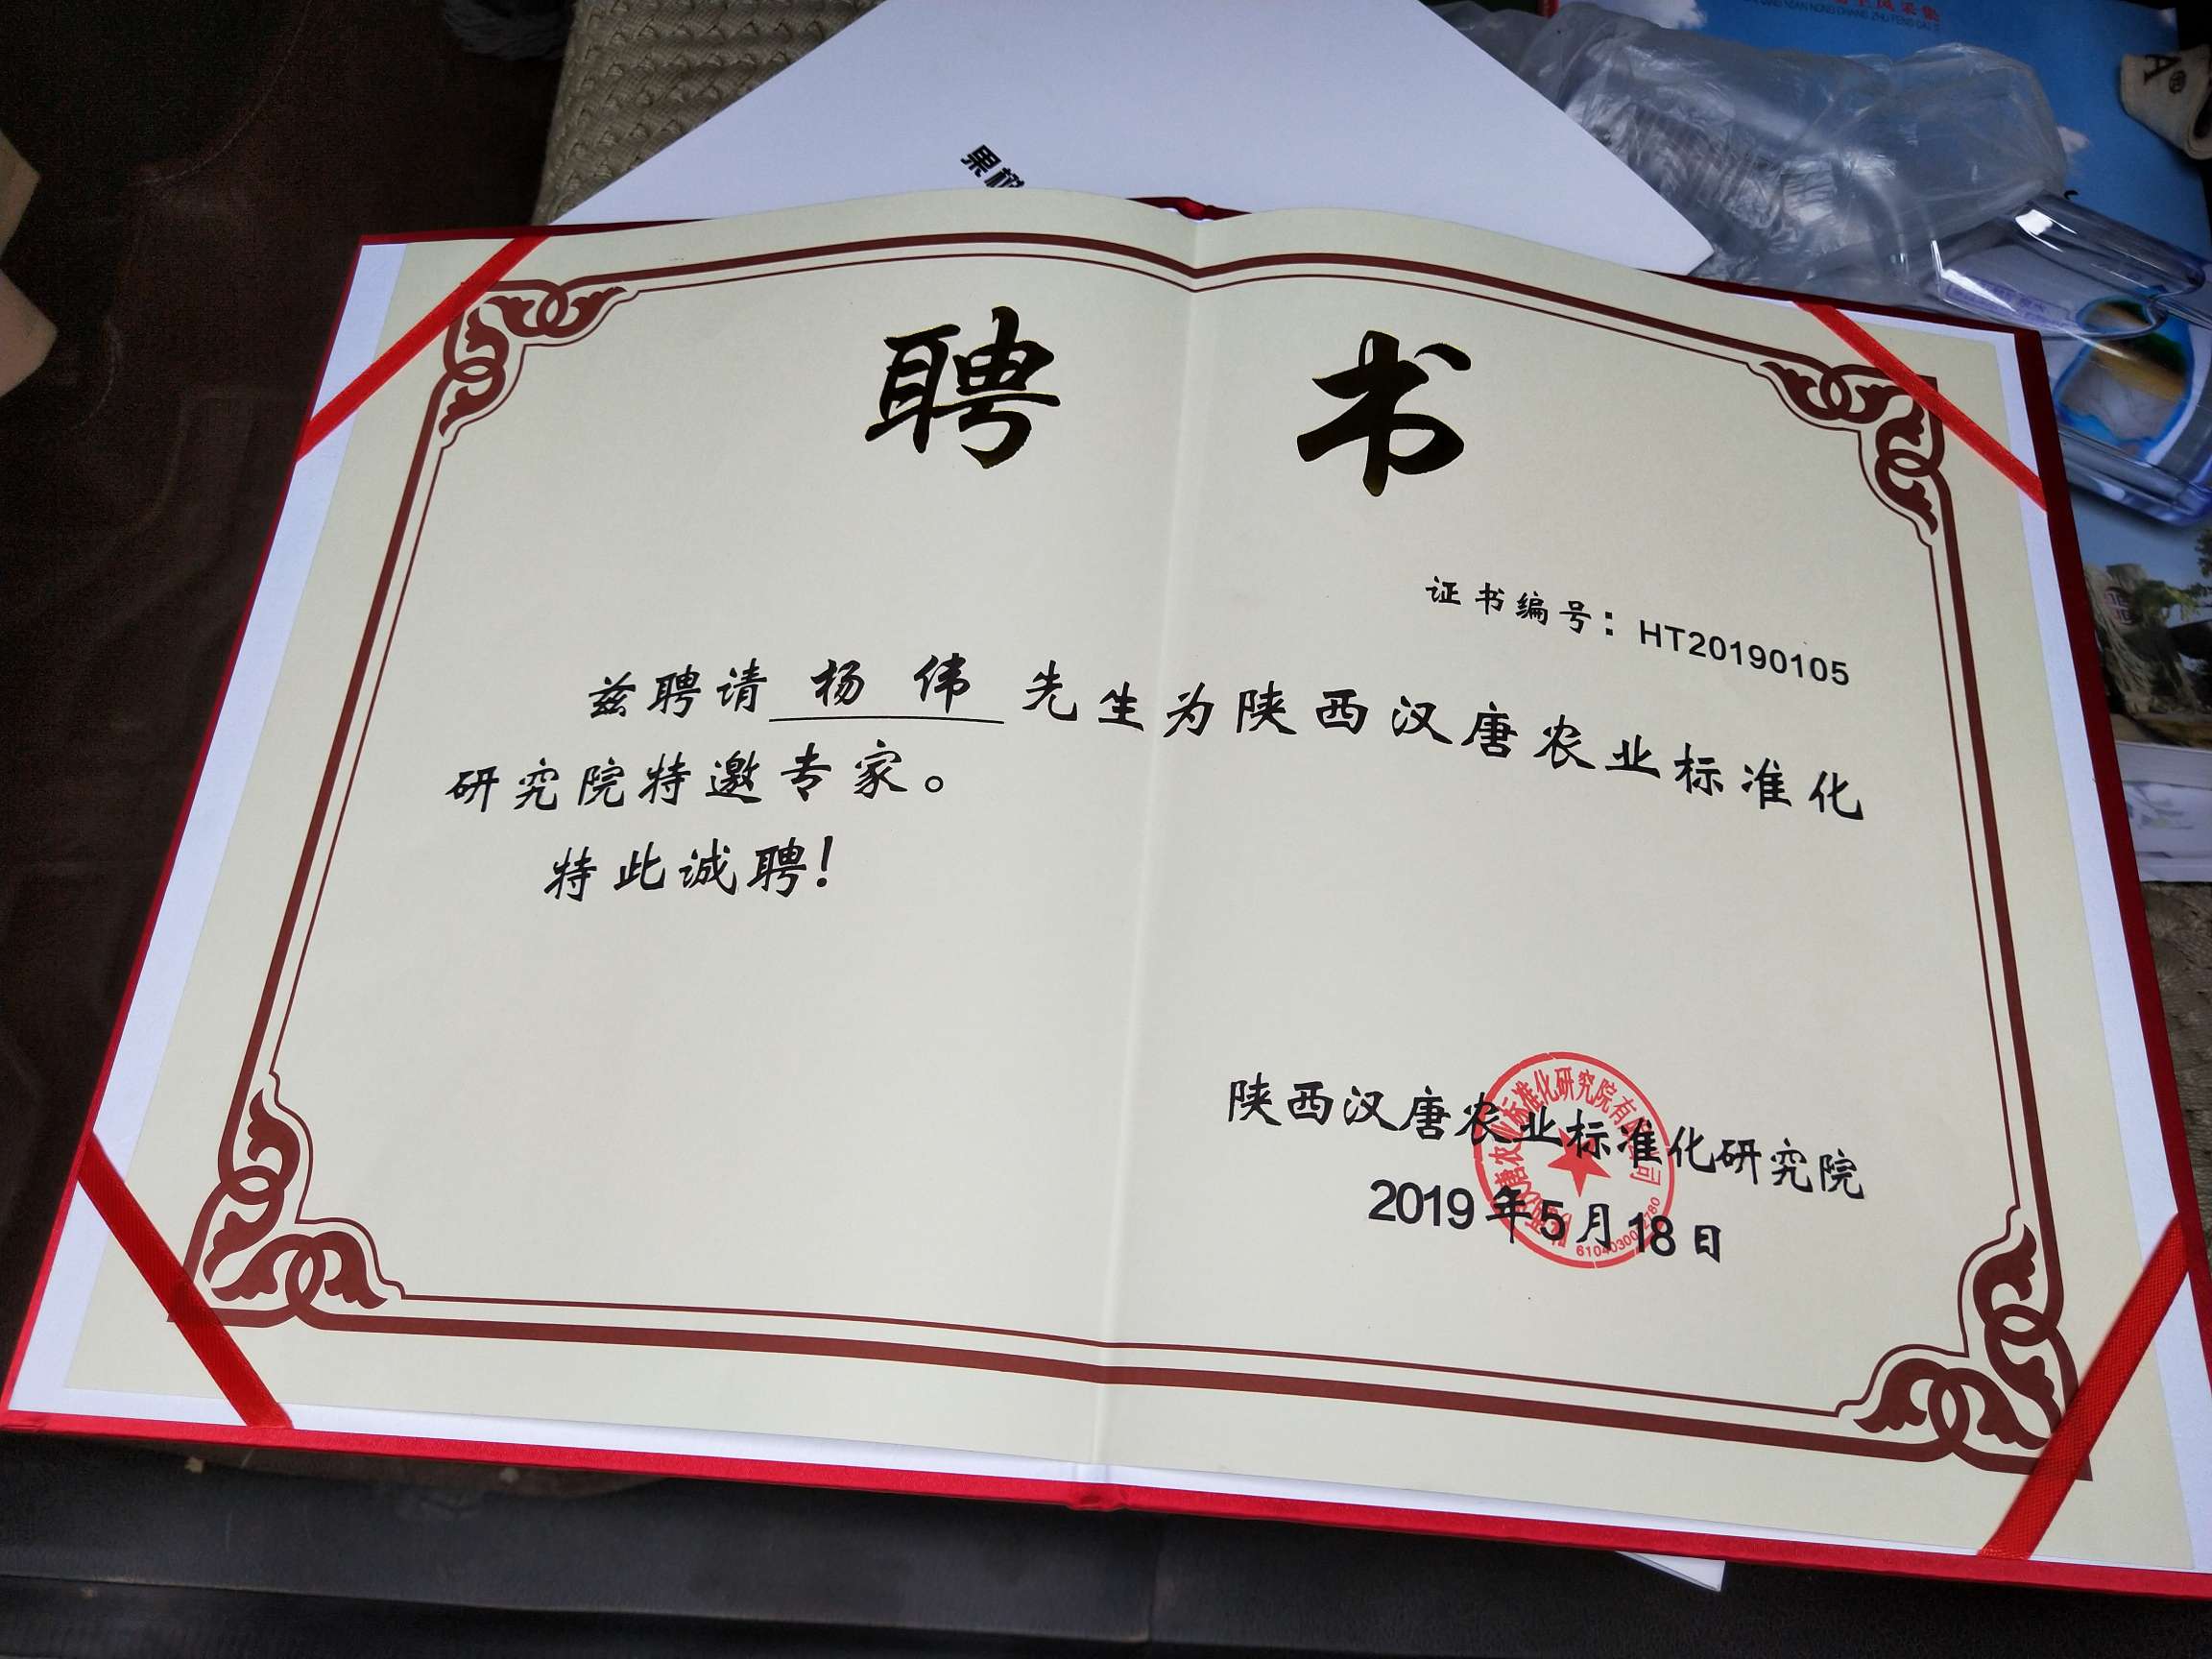 果树
聘书
证书编号：HT20190105
兹聘请 杨伟 先生为陕西汉唐农业标准化
研究院特邀专家。
特此诚聘！
陕西汉唐农业标准化研究院
2019年5月18日